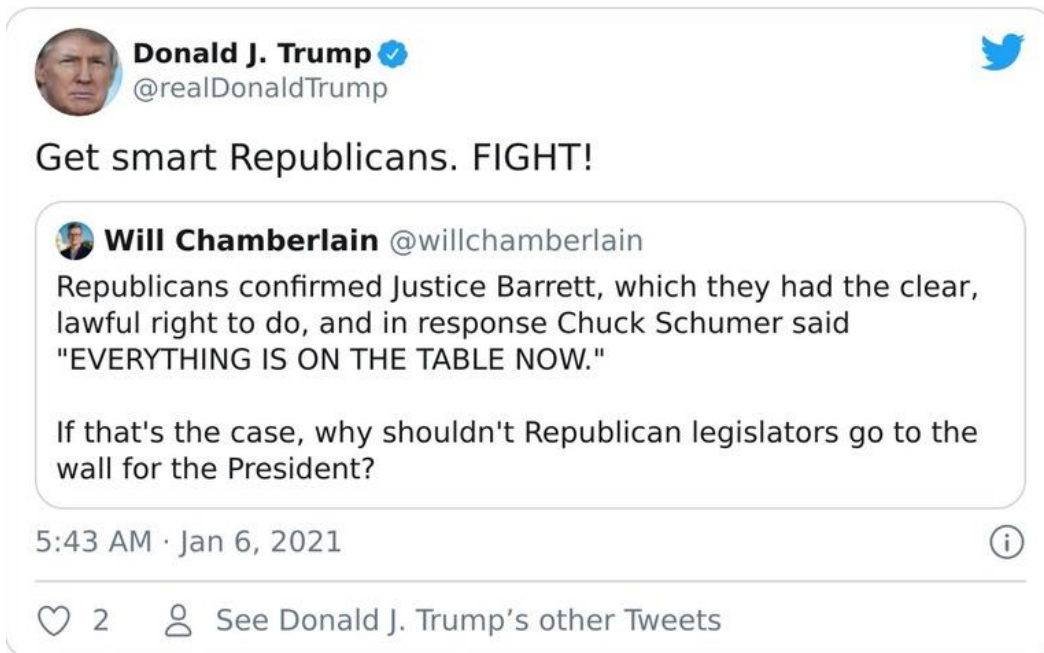 Donald J. Trump
@realDonaldTrump
Get smart Republicans. FIGHT!
Will Chamberlain @willchamberlain
Republicans confirmed Justice Barrett, which they had the clear,
lawful right to do, and in response Chuck Schumer said
"EVERYTHING IS ON THE TABLE NOW."
If that's the case, why shouldn't Republican legislators go to the
wall for the President?
5:43 AM · Jan 6, 2021
2 See Donald J. Trump’s other Tweets